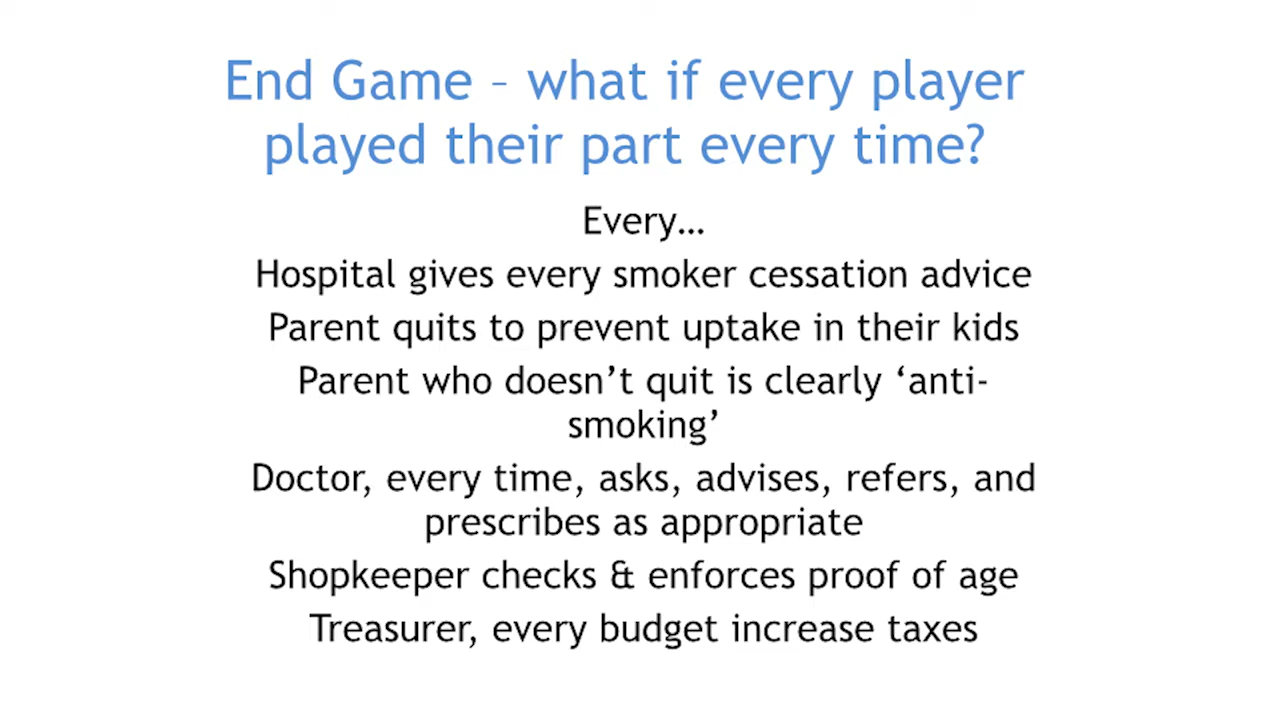 End Game – what if every player
played their part every time?
Every…
Hospital gives every smoker cessation advice
Parent quits to prevent uptake in their kids
Parent who doesn’t quit is clearly ‘anti-
smoking’
Doctor, every time, asks, advises, refers, and
prescribes as appropriate
Shopkeeper checks & enforces proof of age
Treasurer, every budget increase taxes